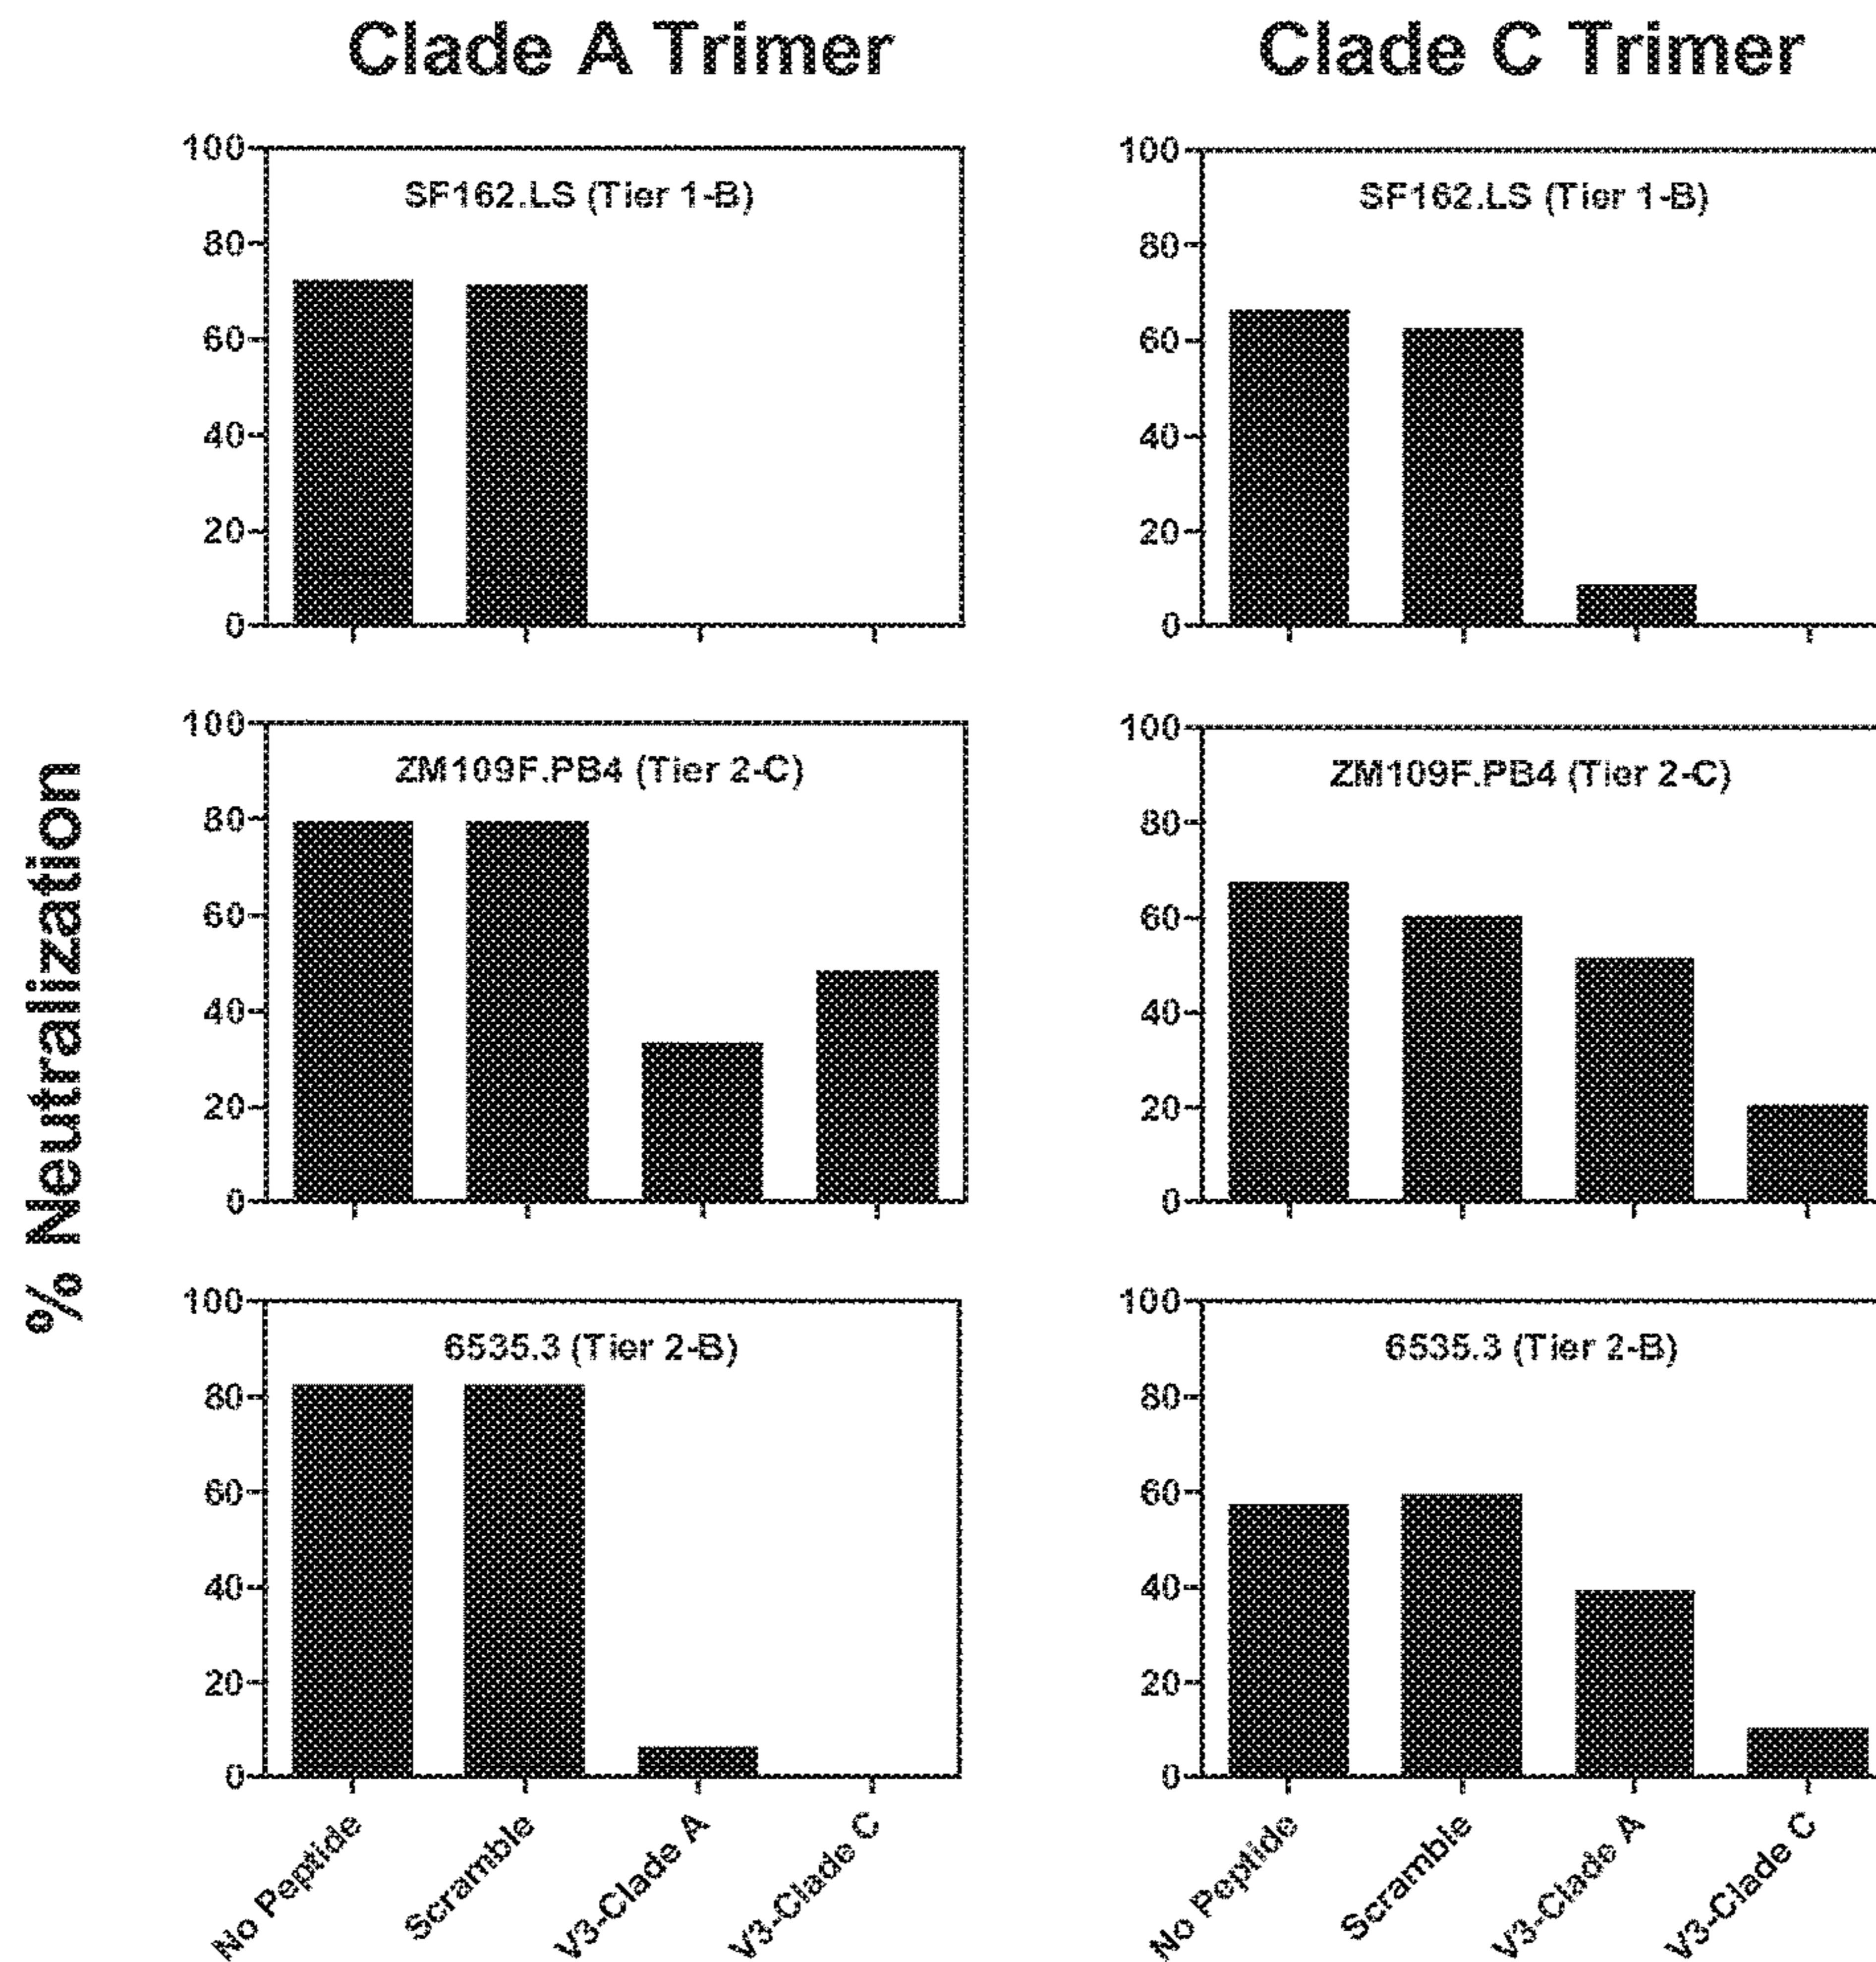 Clade A Trimer
Clade C Trimer
% Neutralization
100
80
60
40
20
0
SF162.LS (Tier 1-B)
100
80
60
40
20
0
SF162.LS (Tier 1-B)
100
80
60
40
20
0
ZM109F.PB4 (Tier 2-C)
100
80
60
40
20
0
ZM109F.PB4 (Tier 2-C)
100
80
60
40
20
0
6535.3 (Tier 2-B)
No Peptide
Scramble
V3-Clade A
V3-Clade C
100
80
60
40
20
0
6535.3 (Tier 2-B)
No Peptide
Scramble
V3-Clade A
V3-Clade C